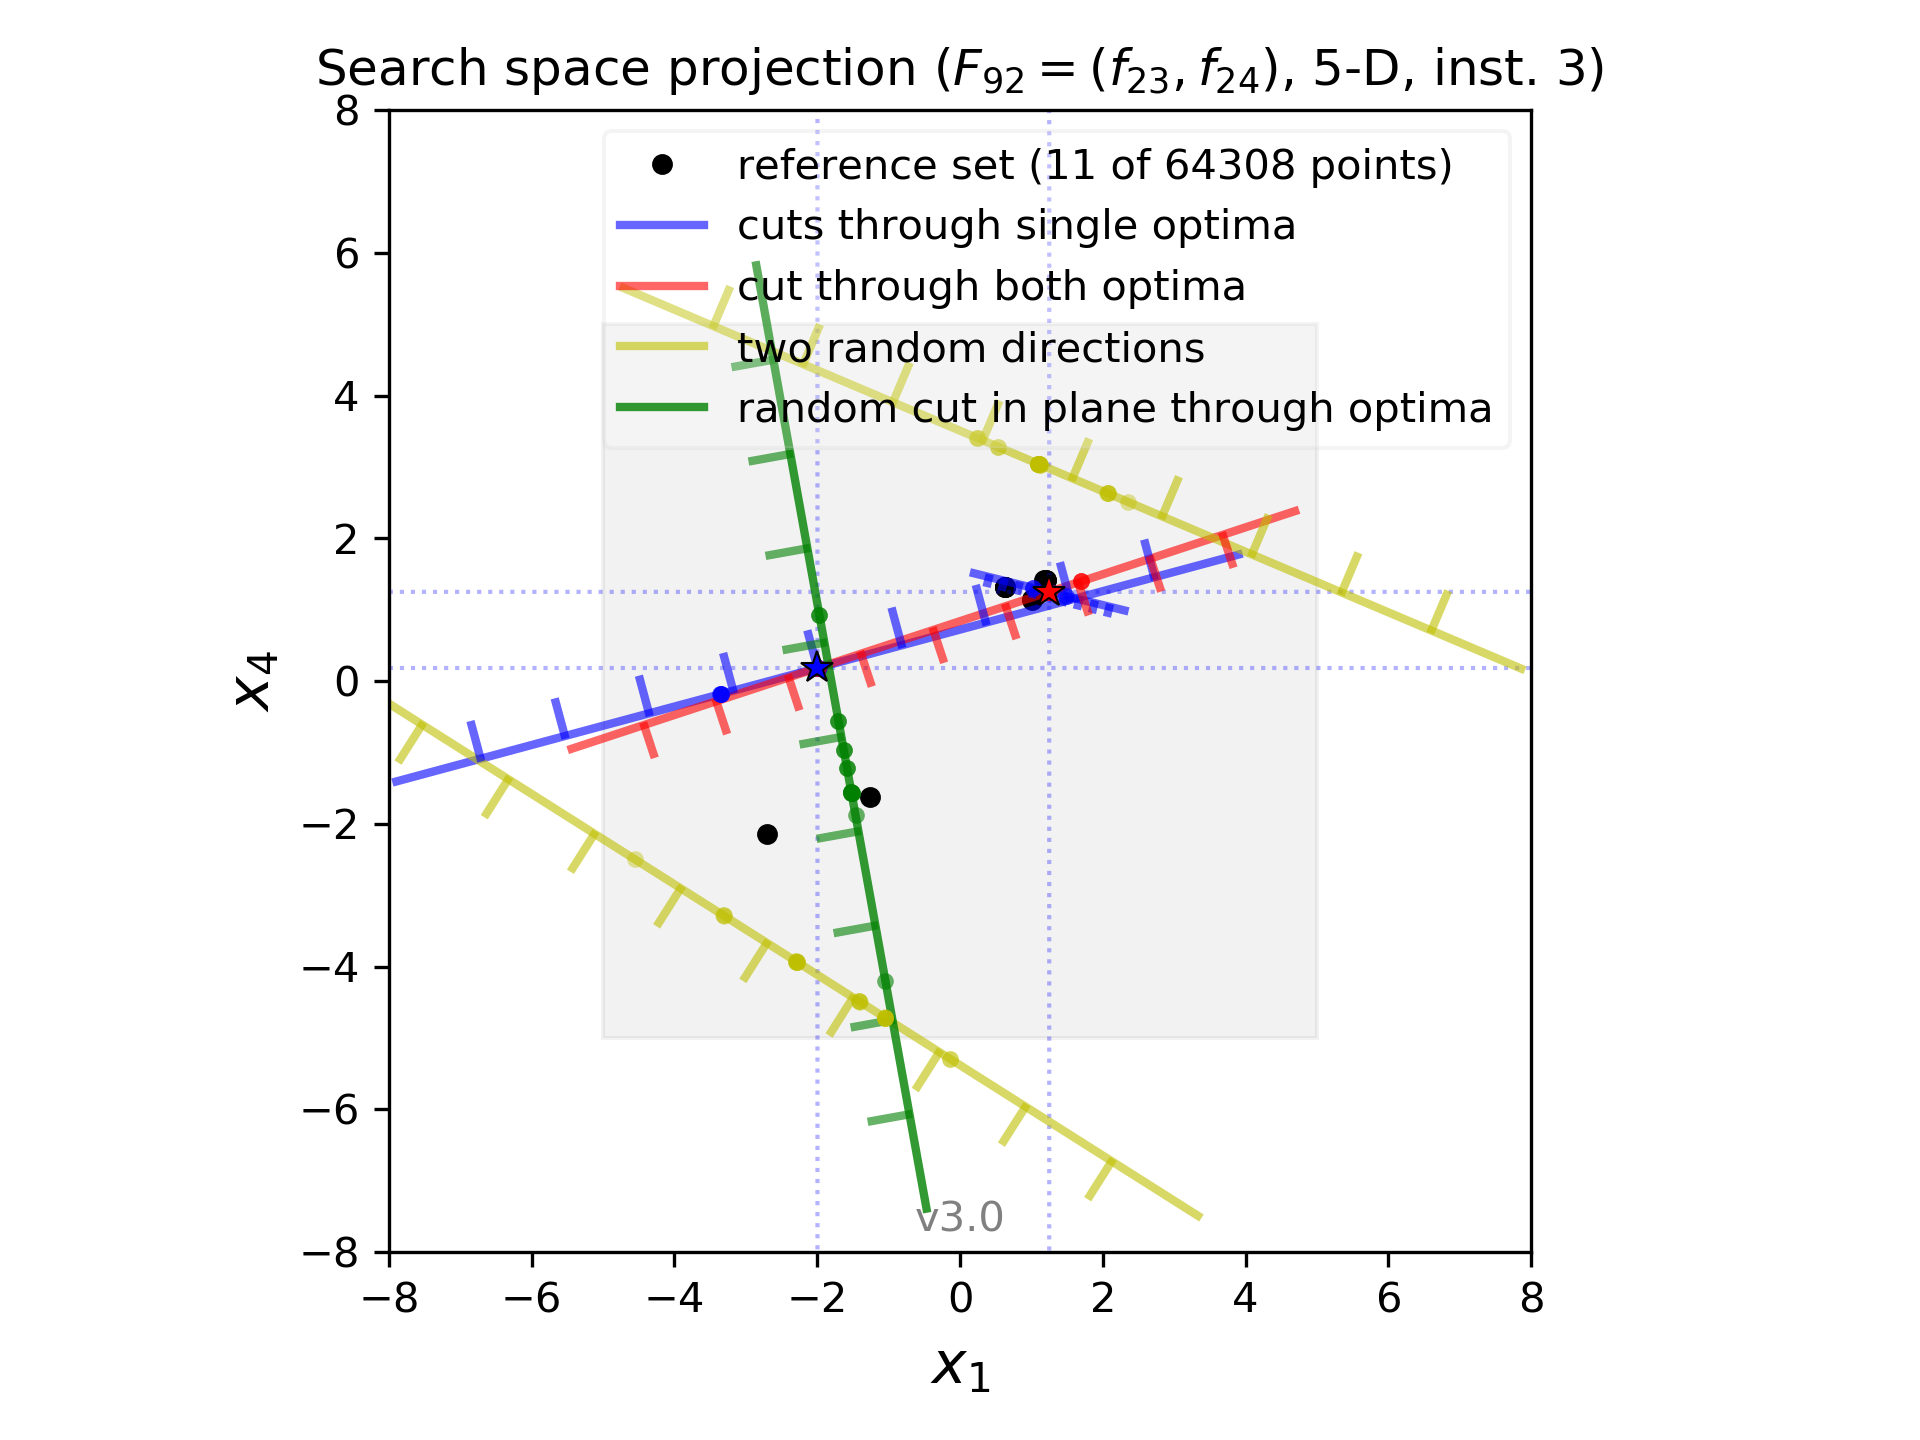 Search space projection (F92 = (f23, f24), 5-D, inst. 3)
reference set (11 of 64308 points)
cuts through single optima
cut through both optima
two random directions
random cut in plane through optima
8
6
4
2
0
−2
−4
−6
−8
x4
v3.0
−8 −6 −4 −2 0 2 4 6 8
x1